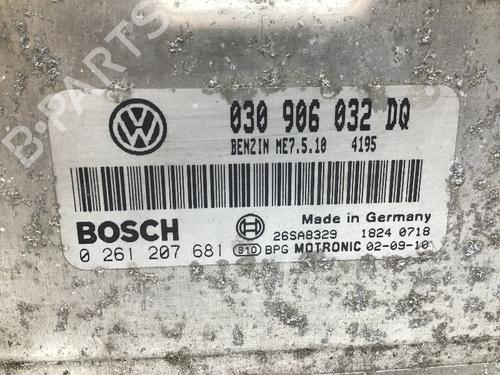 B-PARTS
030 906 032 DQ
BENZIN ME7.5.10 4195
BOSCH
Made in Germany
26SA8329 1824 0718
0 261 207 681 B10 BPG MOTRONIC 02-09-10